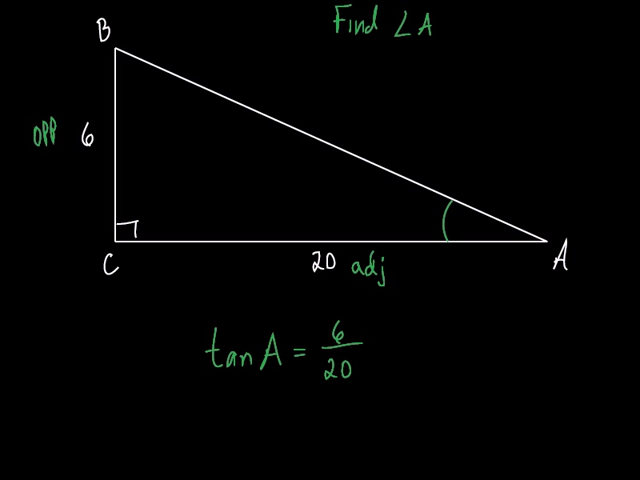 Find ∠A
B
OPP 6
C
20 adj
A
tan A = 6/20